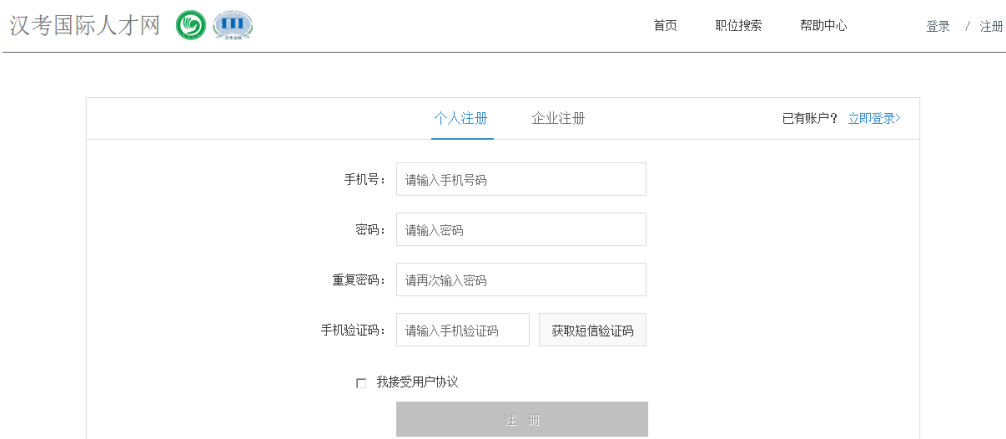 汉考国际人才网
首页 职位搜索 帮助中心 登录 / 注册
个人注册 企业注册 已有账户？ 立即登录>
手机号： 请输入手机号码
密码： 请输入密码
重复密码： 请再次输入密码
手机验证码： 请输入手机验证码 获取短信验证码
我接受用户协议
注 册